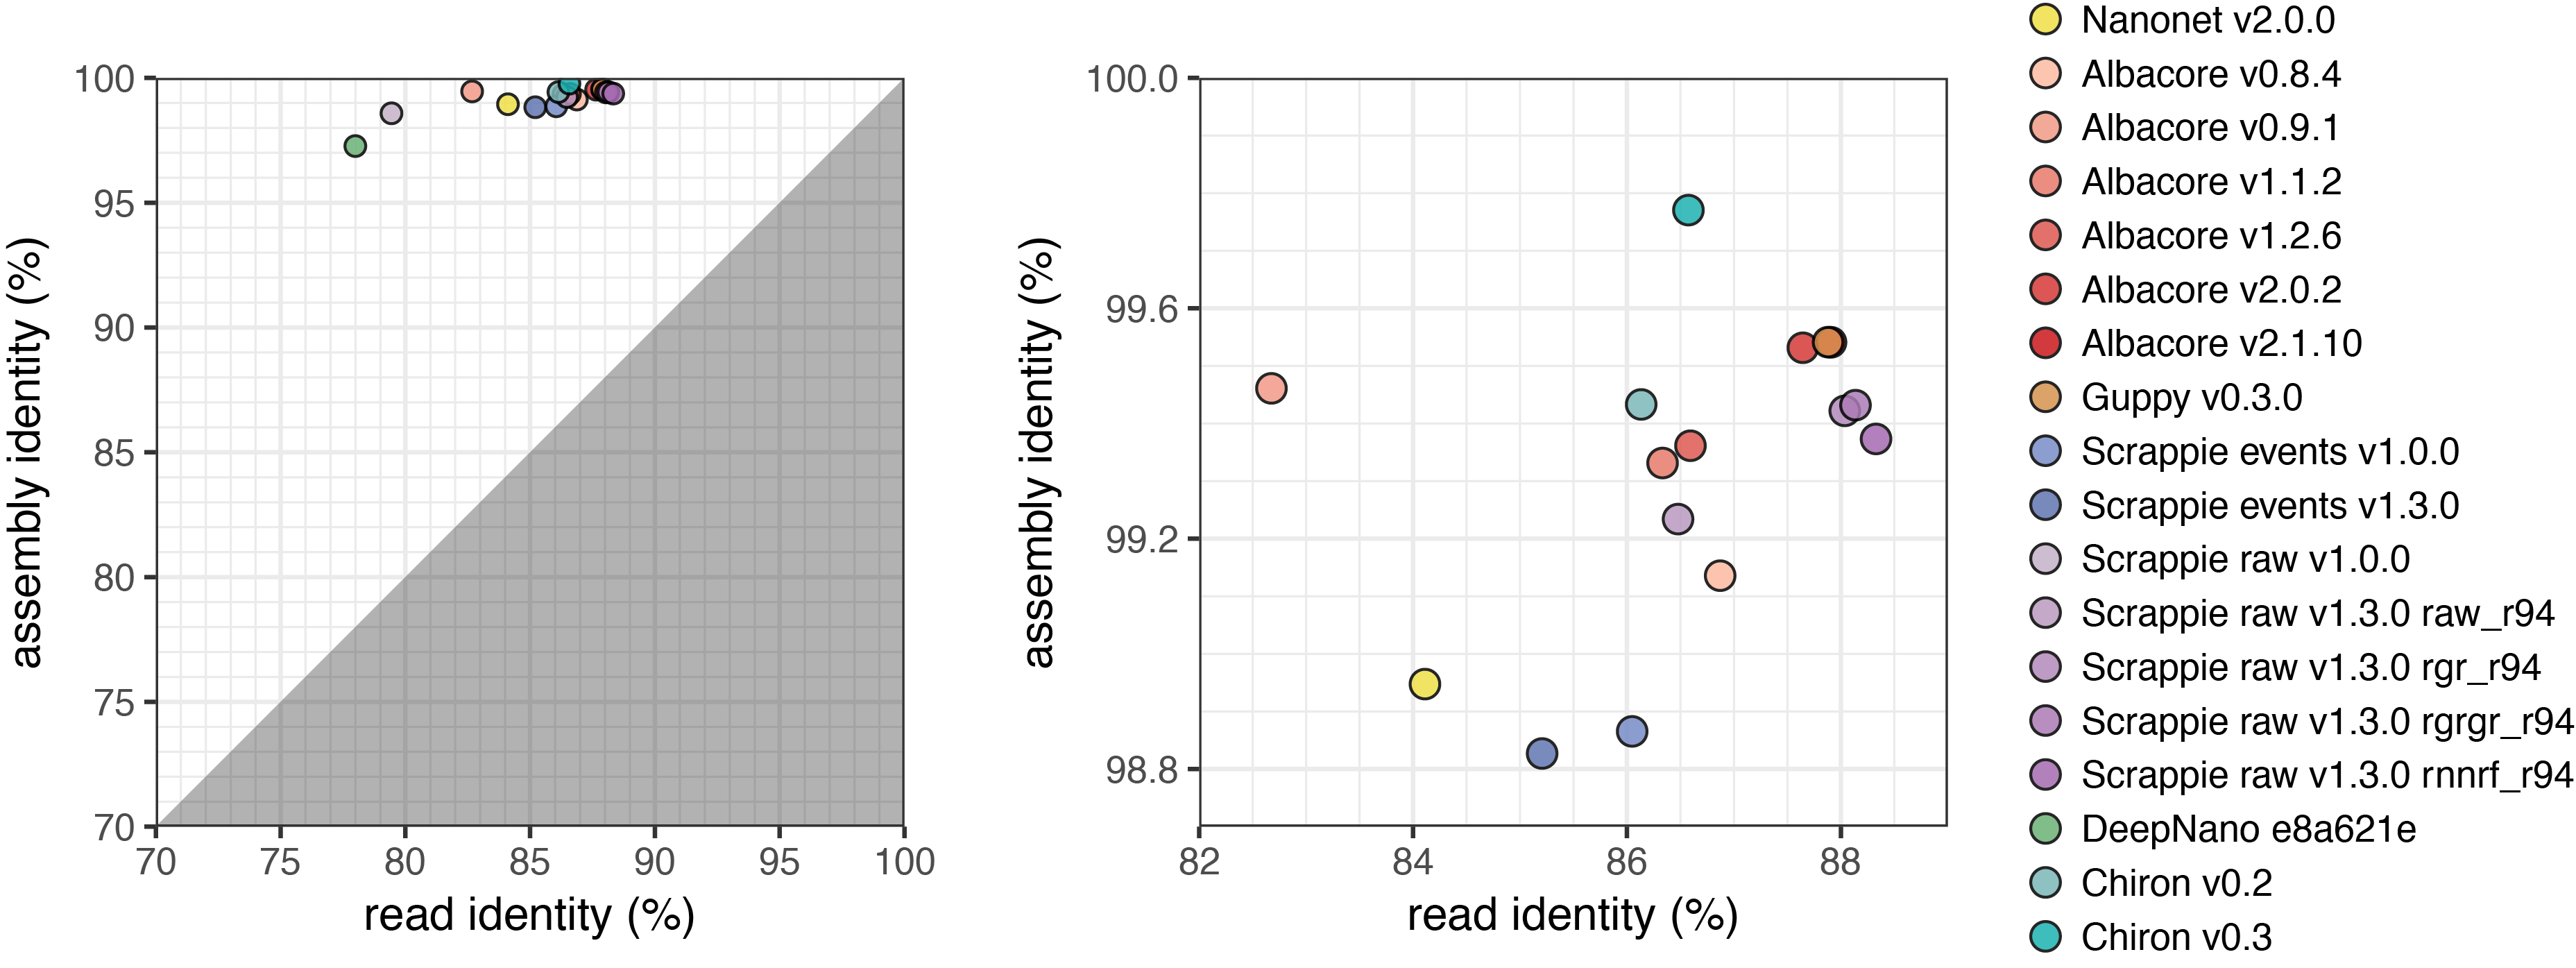 assembly identity (%)
100
95
90
85
80
75
70
70 75 80 85 90 95 100
read identity (%)
assembly identity (%)
100.0
99.6
99.2
98.8
82 84 86 88
read identity (%)
Nanonet v2.0.0
Albacore v0.8.4
Albacore v0.9.1
Albacore v1.1.2
Albacore v1.2.6
Albacore v2.0.2
Albacore v2.1.10
Guppy v0.3.0
Scrappie events v1.0.0
Scrappie events v1.3.0
Scrappie raw v1.0.0
Scrappie raw v1.3.0 raw_r94
Scrappie raw v1.3.0 rgr_r94
Scrappie raw v1.3.0 rgrgr_r94
Scrappie raw v1.3.0 rnnrf_r94
DeepNano e8a621e
Chiron v0.2
Chiron v0.3